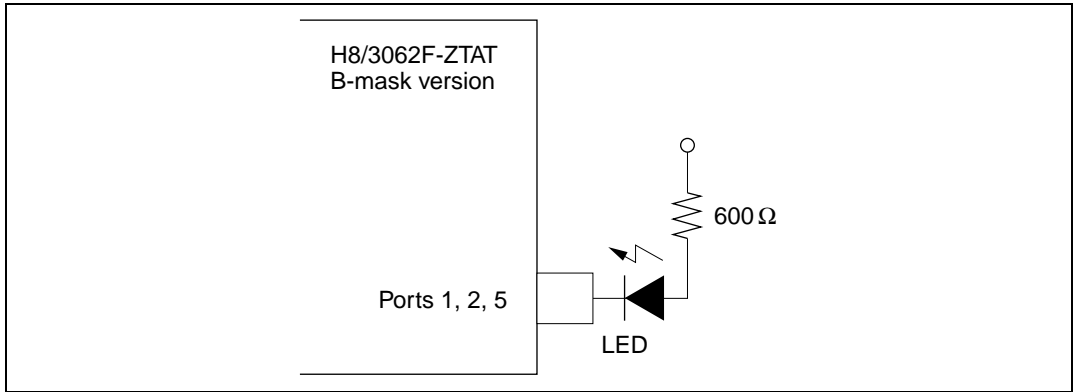 H8/3062F-ZTAT
B-mask version
600 Ω
Ports 1, 2, 5
LED